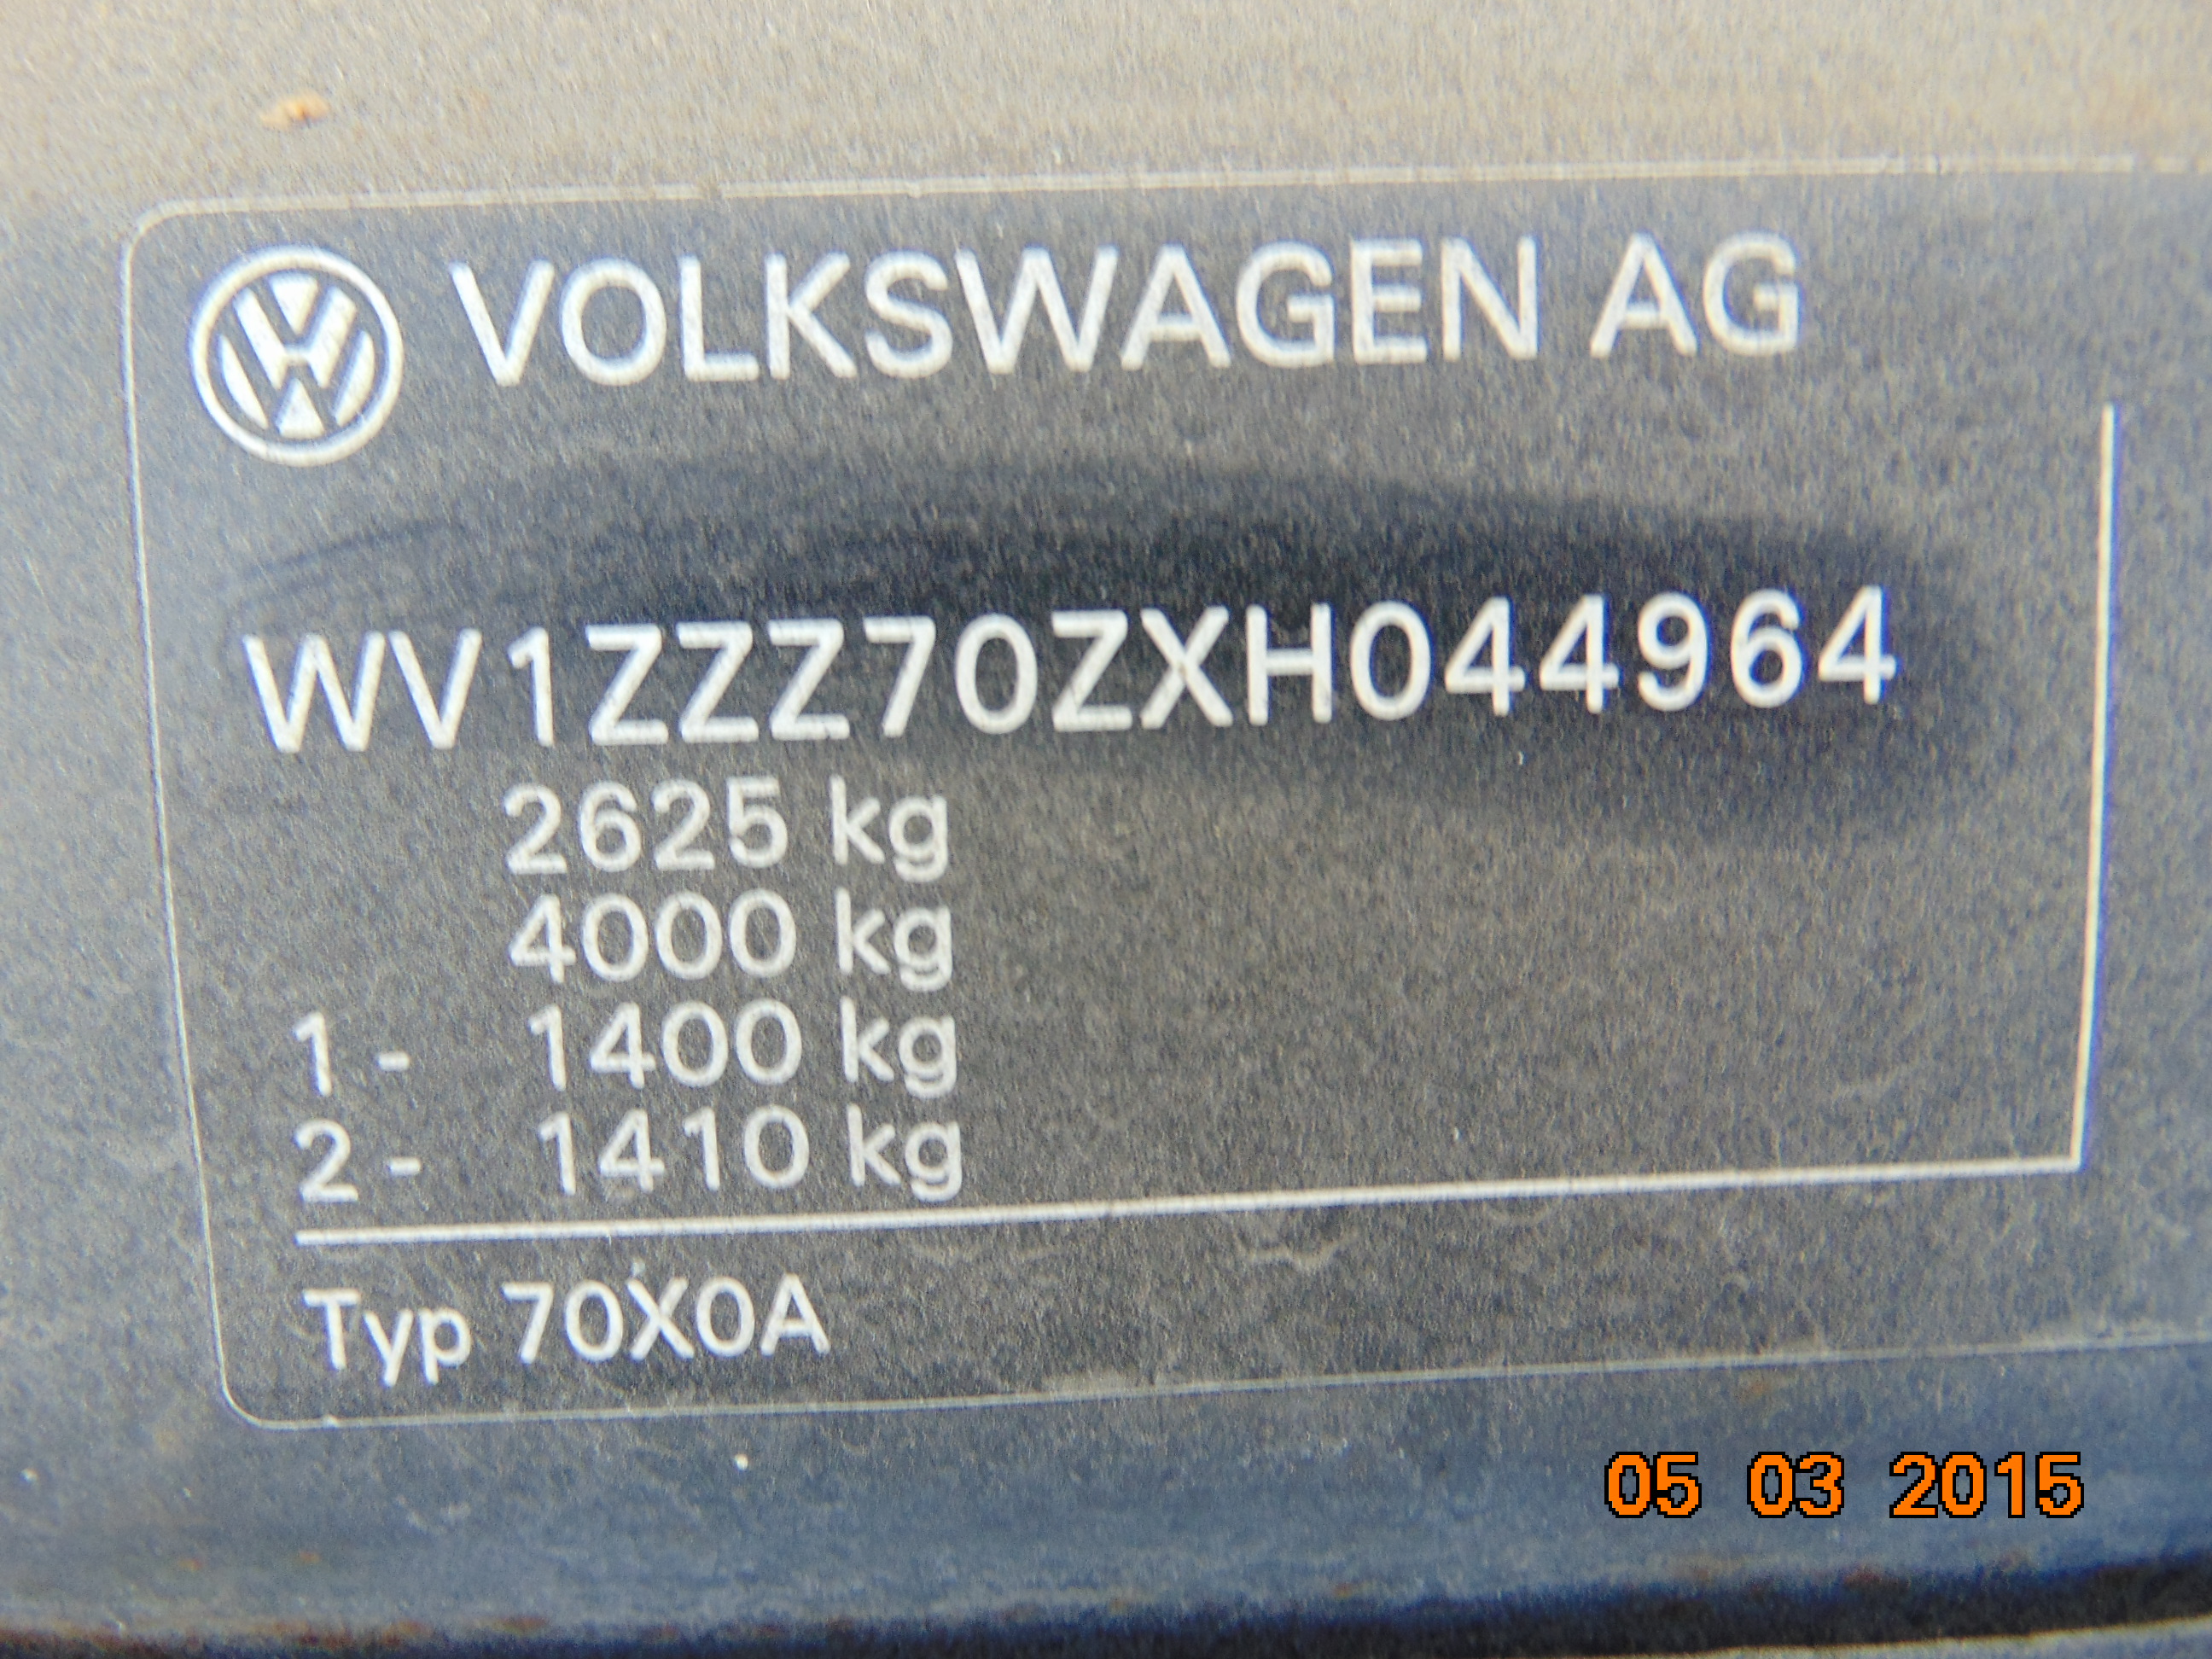 VOLKSWAGEN AG
WV1ZZZ70ZXH044964
2625 kg
4000 kg
1 - 1400 kg
2 - 1410 kg
Typ 70X0A
05 03 2015